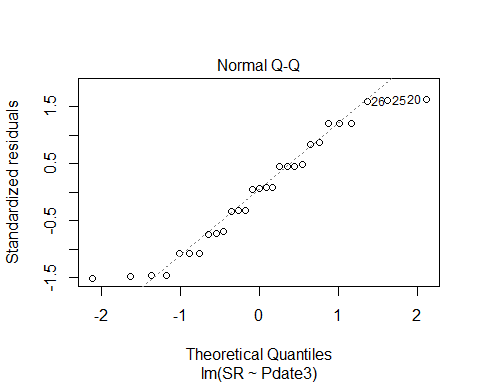 Normal Q-Q
Standardized residuals
1.5
0.5
-0.5
-1.5
26 25 20
-2 -1 0 1 2
Theoretical Quantiles
lm(SR ~ Pdate3)